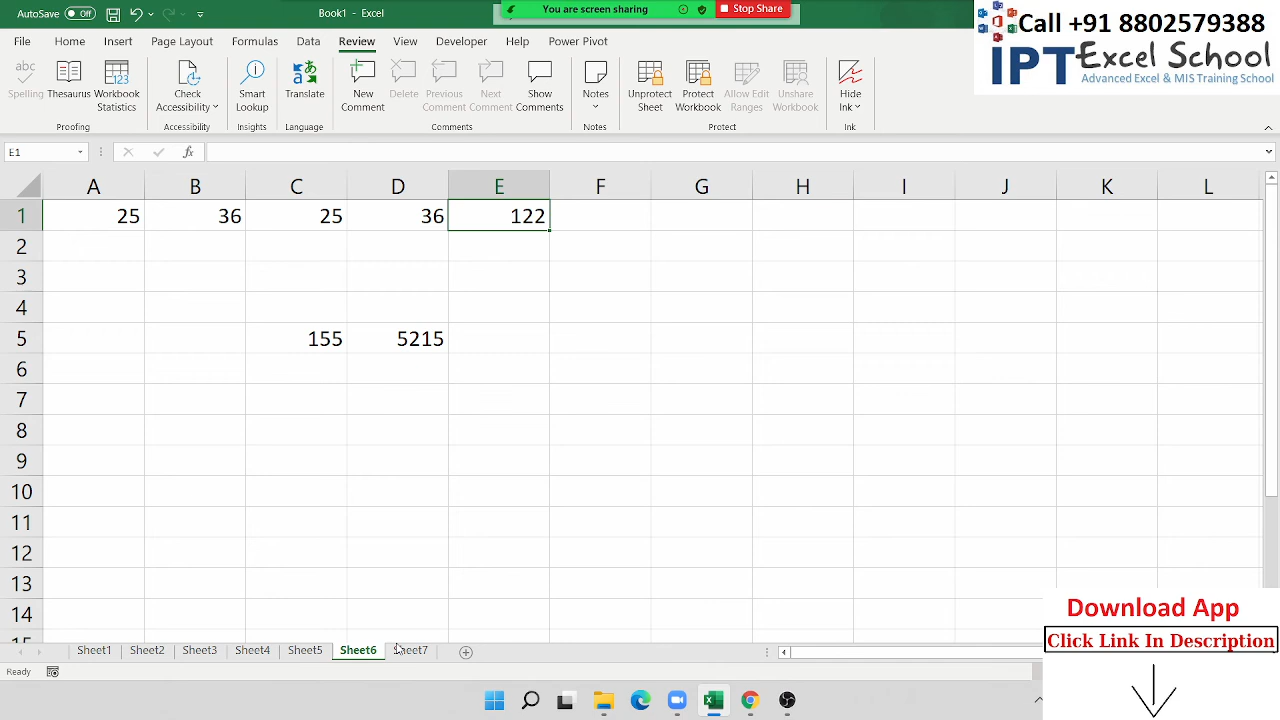 AutoSave Off Book1 - Excel You are screen sharing Stop Share
Call +91 8802579388
IPT Excel School
Advanced Excel & MIS Training School
File Home Insert Page Layout Formulas Data Review View Developer Help Power Pivot
abc
Spelling Thesaurus Workbook Statistics Check Accessibility Smart Lookup Translate New Comment Delete Previous Comment Next Comment Show Comments Notes Unprotect Sheet Protect Workbook Allow Edit Ranges Unshare Workbook Hide Ink
Proofing Accessibility Insights Language Comments Notes Protect Ink
E1 fx
A B C D E F G H I J K L
1 25 36 25 36 122
2
3
4
5 155 5215
6
7
8
9
10
11
12
13
14
15
Download App
Click Link In Description
Sheet1 Sheet2 Sheet3 Sheet4 Sheet5 Sheet6 Sheet7
Ready